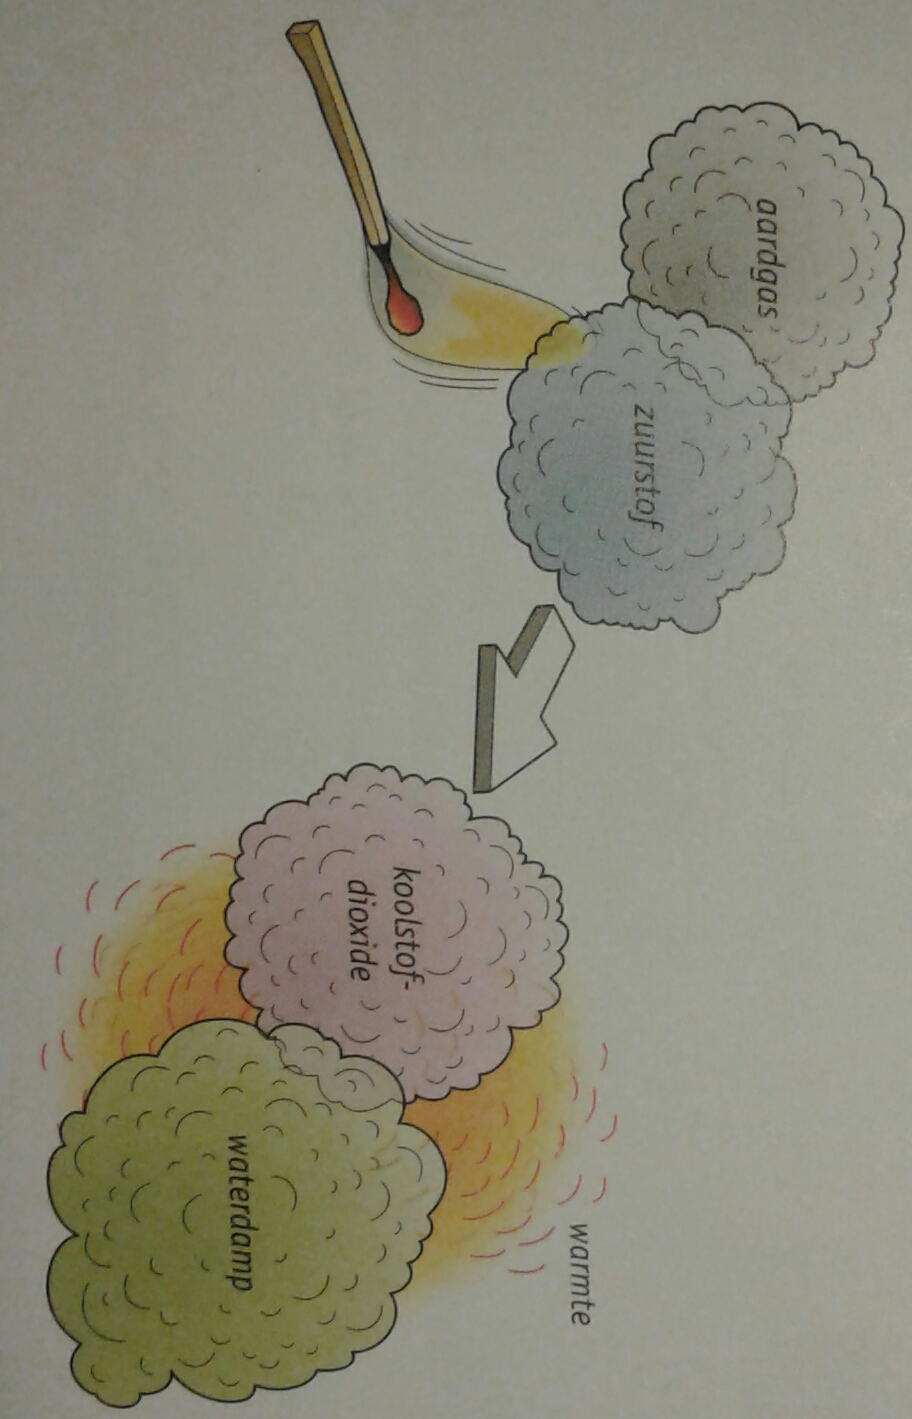 aardgas
zuurstof
koolstof-
dioxide
waterdamp
warmte